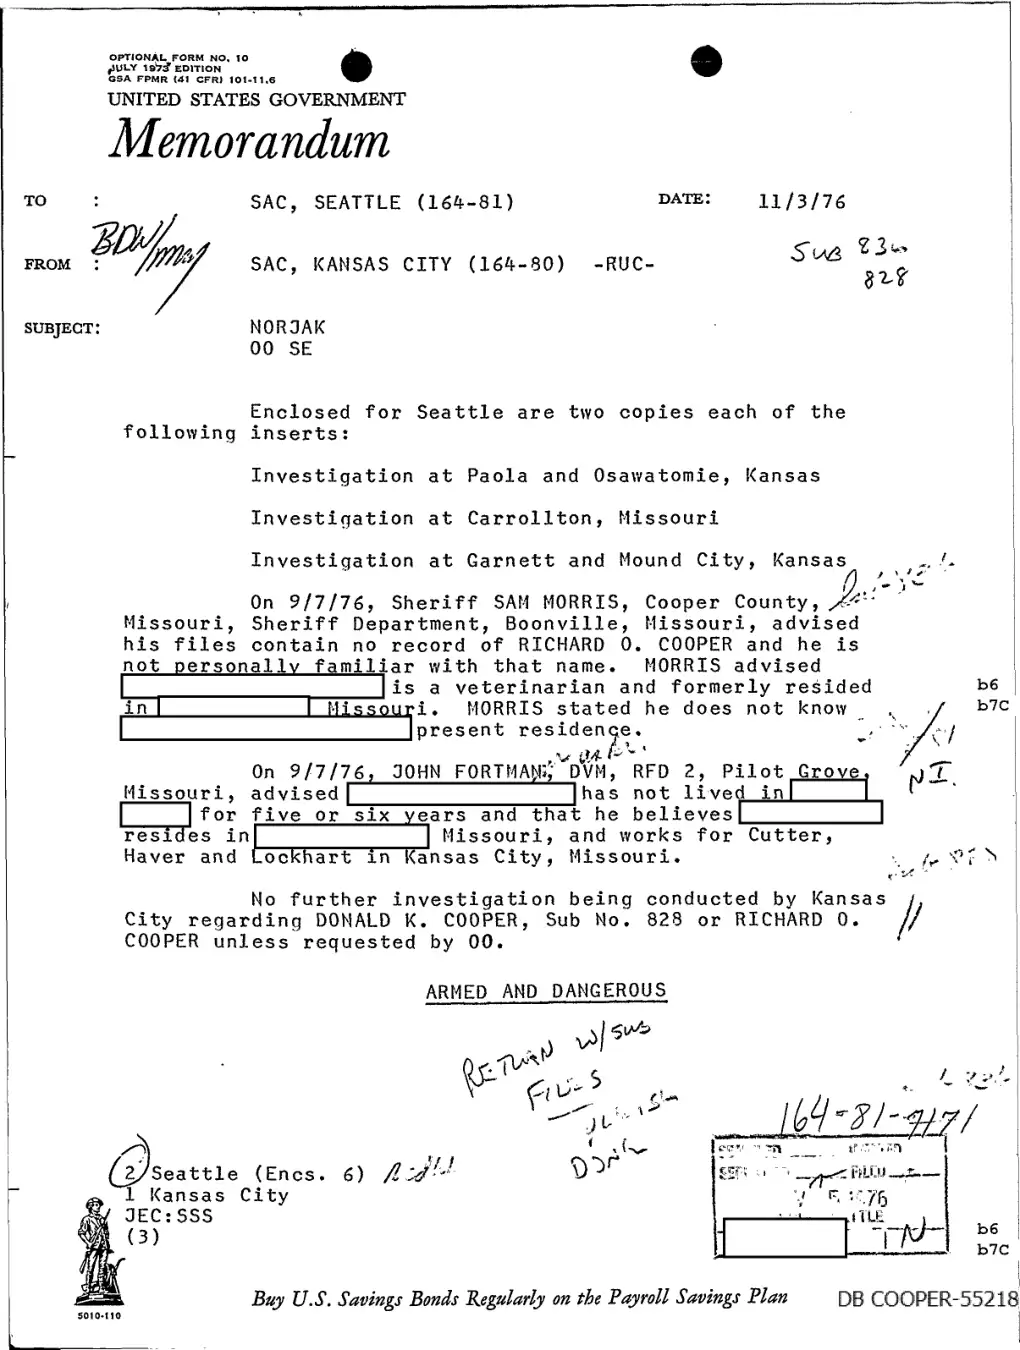 OPTIONAL FORM NO. 10
JULY 1973 EDITION
GSA FPMR (41 CFR) 101-11.6
UNITED STATES GOVERNMENT
Memorandum
TO : SAC, SEATTLE (164-81) DATE: 11/3/76
FROM : SAC, KANSAS CITY (164-80) -RUC-
SUB 836
828
SUBJECT: NORJAK
OO SE
Enclosed for Seattle are two copies each of the
following inserts:
Investigation at Paola and Osawatomie, Kansas
Investigation at Carrollton, Missouri
Investigation at Garnett and Mound City, Kansas
On 9/7/76, Sheriff SAM MORRIS, Cooper County,
Missouri, Sheriff Department, Boonville, Missouri, advised
his files contain no record of RICHARD O. COOPER and he is
not personally familiar with that name. MORRIS advised
is a veterinarian and formerly resided b6
in Missouri. MORRIS stated he does not know b7C
present residence.
On 9/7/76, JOHN FORTMAN, DVM, RFD 2, Pilot Grove,
NI.
Missouri, advised has not lived in
for five or six years and that he believes
resides in Missouri, and works for Cutter,
Haver and Lockhart in Kansas City, Missouri.
No further investigation being conducted by Kansas
City regarding DONALD K. COOPER, Sub No. 828 or RICHARD O.
COOPER unless requested by OO.
ARMED AND DANGEROUS
RETURN W/SUB
FILES
164-81-9171
2 Seattle (Encs. 6)
1 Kansas City
JEC:SSS
(3)
FILED
b6
b7C
5010-110
Buy U.S. Savings Bonds Regularly on the Payroll Savings Plan
DB COOPER-55218